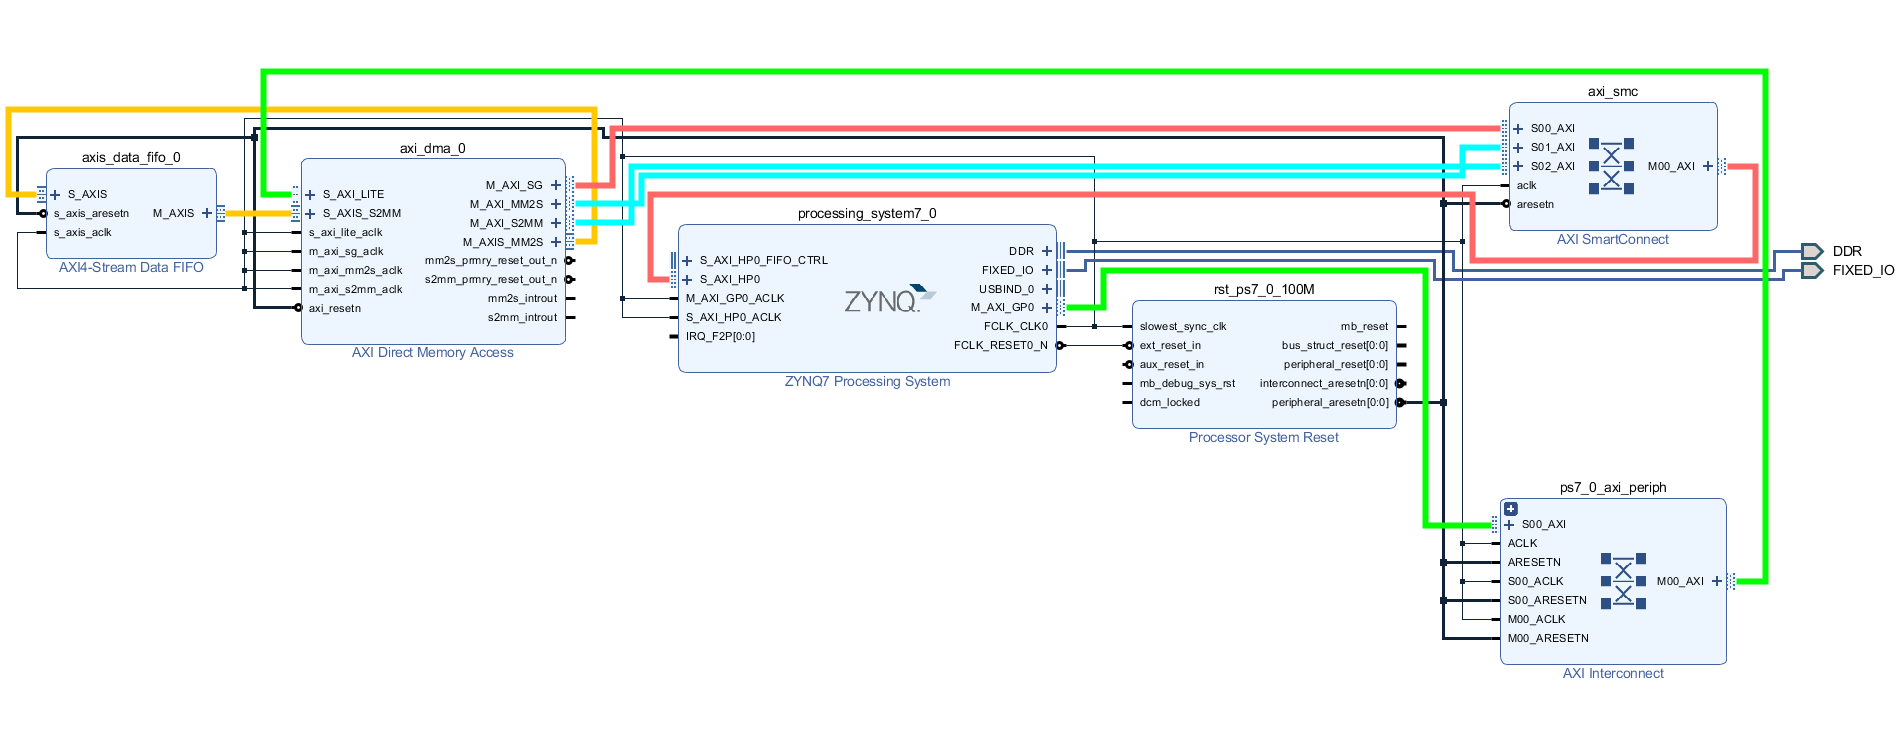 axis_data_fifo_0
S_AXIS
s_axis_aresetn
s_axis_aclk
M_AXIS
AXI4-Stream Data FIFO
axi_dma_0
S_AXI_LITE
S_AXIS_S2MM
s_axi_lite_aclk
m_axi_sg_aclk
m_axi_mm2s_aclk
m_axi_s2mm_aclk
axi_resetn
M_AXI_SG
M_AXI_MM2S
M_AXI_S2MM
M_AXIS_MM2S
mm2s_prmry_reset_out_n
s2mm_prmry_reset_out_n
mm2s_introut
s2mm_introut
AXI Direct Memory Access
processing_system7_0
S_AXI_HP0_FIFO_CTRL
S_AXI_HP0
M_AXI_GP0_ACLK
S_AXI_HP0_ACLK
IRQ_F2P[0:0]
ZYNQ.
DDR
FIXED_IO
USBIND_0
M_AXI_GP0
FCLK_CLK0
FCLK_RESET0_N
ZYNQ7 Processing System
rst_ps7_0_100M
slowest_sync_clk
ext_reset_in
aux_reset_in
mb_debug_sys_rst
dcm_locked
mb_reset
bus_struct_reset[0:0]
peripheral_reset[0:0]
interconnect_aresetn[0:0]
peripheral_aresetn[0:0]
Processor System Reset
axi_smc
S00_AXI
S01_AXI
S02_AXI
aclk
aresetn
M00_AXI
AXI SmartConnect
DDR
FIXED_IO
ps7_0_axi_periph
S00_AXI
ACLK
ARESETN
S00_ACLK
S00_ARESETN
M00_ACLK
M00_ARESETN
M00_AXI
AXI Interconnect